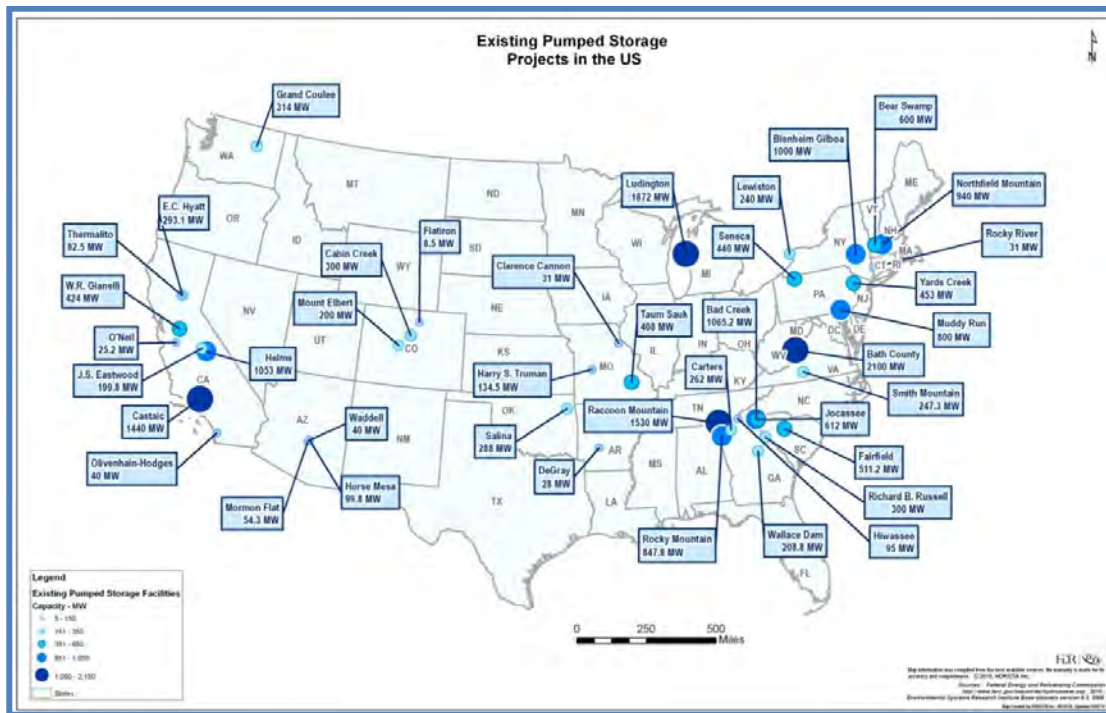 Existing Pumped Storage
Projects in the US
N
Grand Coulee
314 MW
Bear Swamp
600 MW
Blenheim Gilboa
1000 MW
Ludington
1872 MW
Lewiston
240 MW
Northfield Mountain
940 MW
E.C. Hyatt
293.1 MW
Flatiron
8.5 MW
Seneca
440 MW
Rocky River
31 MW
Thermalito
82.5 MW
Cabin Creek
300 MW
Clarence Cannon
31 MW
W.R. Gianelli
424 MW
Mount Elbert
200 MW
Taum Sauk
408 MW
Bad Creek
1065.2 MW
Yards Creek
453 MW
O'Neil
25.2 MW
Muddy Run
800 MW
J.S. Eastwood
199.8 MW
Helms
1053 MW
Harry S. Truman
134.5 MW
Carters
262 MW
Bath County
2100 MW
Castaic
1440 MW
Waddell
40 MW
Raccoon Mountain
1530 MW
Smith Mountain
247.3 MW
Salina
288 MW
Jocassee
612 MW
Olivenhain-Hodges
40 MW
DeGray
28 MW
Fairfield
511.2 MW
Horse Mesa
99.8 MW
Mormon Flat
54.3 MW
Richard B. Russell
300 MW
Rocky Mountain
847.8 MW
Wallace Dam
208.8 MW
Hiwassee
95 MW
WA
MT
ND
MN
ME
OR
ID
WY
SD
WI
MI
NY
VT
NH
MA
CT
RI
NV
UT
CO
NE
IA
IL
IN
OH
PA
NJ
MD
DE
DC
WV
VA
CA
AZ
NM
KS
MO
KY
OK
AR
TN
NC
SC
TX
LA
MS
AL
GA
FL
Legend
Existing Pumped Storage Facilities
Capacity - MW
States
0 250 500
Miles
HDR